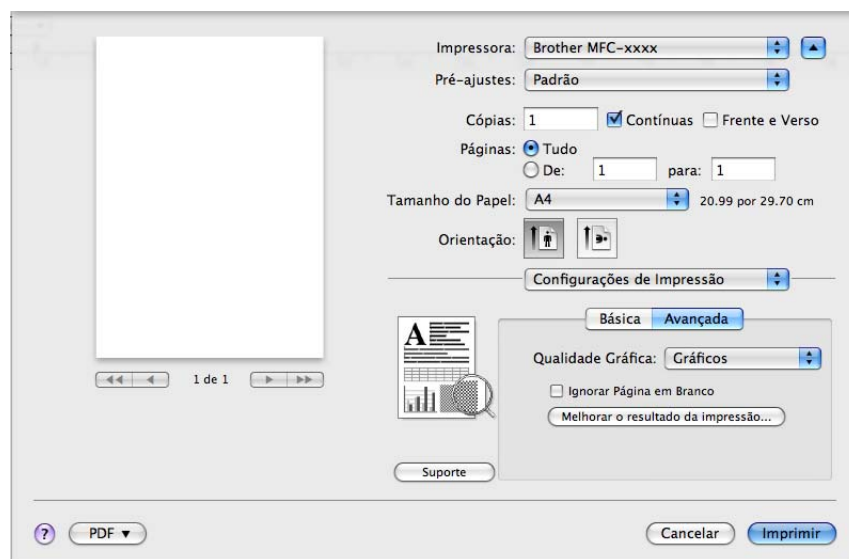 Impressora: Brother MFC-xxxx
Pré-ajustes: Padrão
Cópias: 1 Contínuas Frente e Verso
Páginas: Tudo
De: 1 para: 1
Tamanho do Papel: A4 20.99 por 29.70 cm
Orientação:
Configurações de Impressão
Básica Avançada
Qualidade Gráfica: Gráficos
Ignorar Página em Branco
Melhorar o resultado da impressão...
1 de 1
A
Suporte
? PDF Cancelar Imprimir